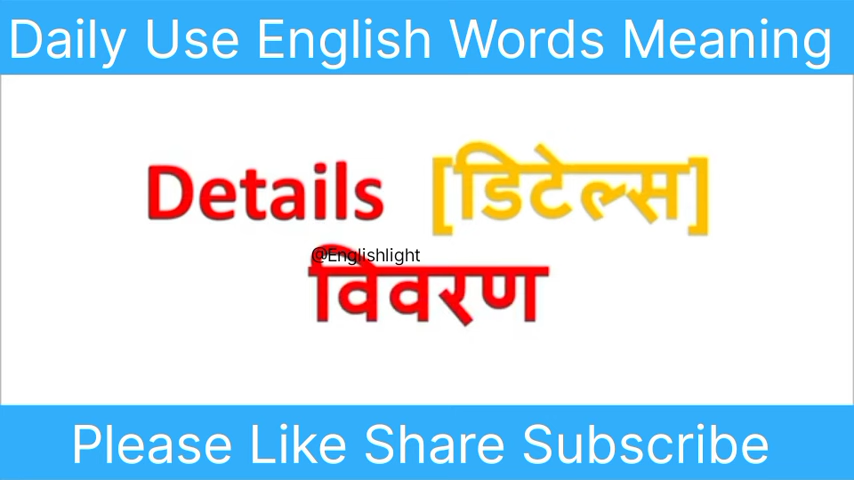 Daily Use English Words Meaning
Details [डिटेल्स]
@Englishlight
विवरण
Please Like Share Subscribe